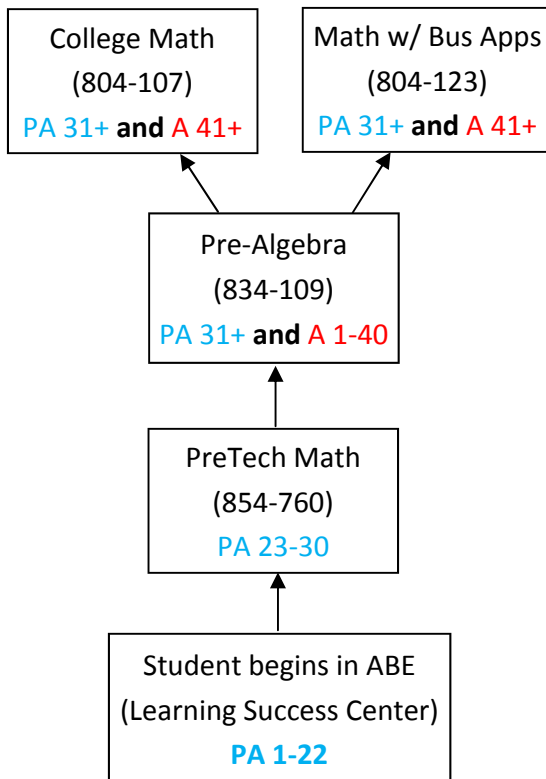 College Math
(804-107)
PA 31+ and A 41+
Math w/ Bus Apps
(804-123)
PA 31+ and A 41+
Pre-Algebra
(834-109)
PA 31+ and A 1-40
PreTech Math
(854-760)
PA 23-30
Student begins in ABE
(Learning Success Center)
PA 1-22